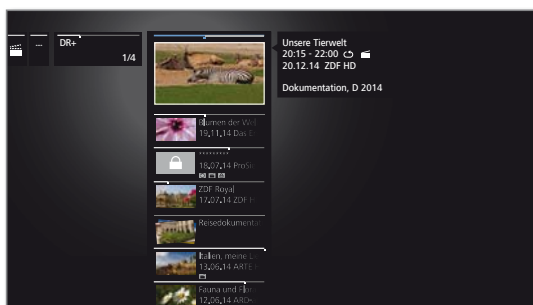 ...
DR+
1/4
Unsere Tierwelt
20:15 - 22:00
20.12.14 ZDF HD
Dokumentation, D 2014
Blumen der Wel
19.11.14 Das E
*********
18.07.14 ProSi
ZDF Royal
17.07.14 ZDF H
Reisedokumentat
Italien, meine Li
13.06.14 ARTE H
Fauna und Flora
12.06.14 ARD